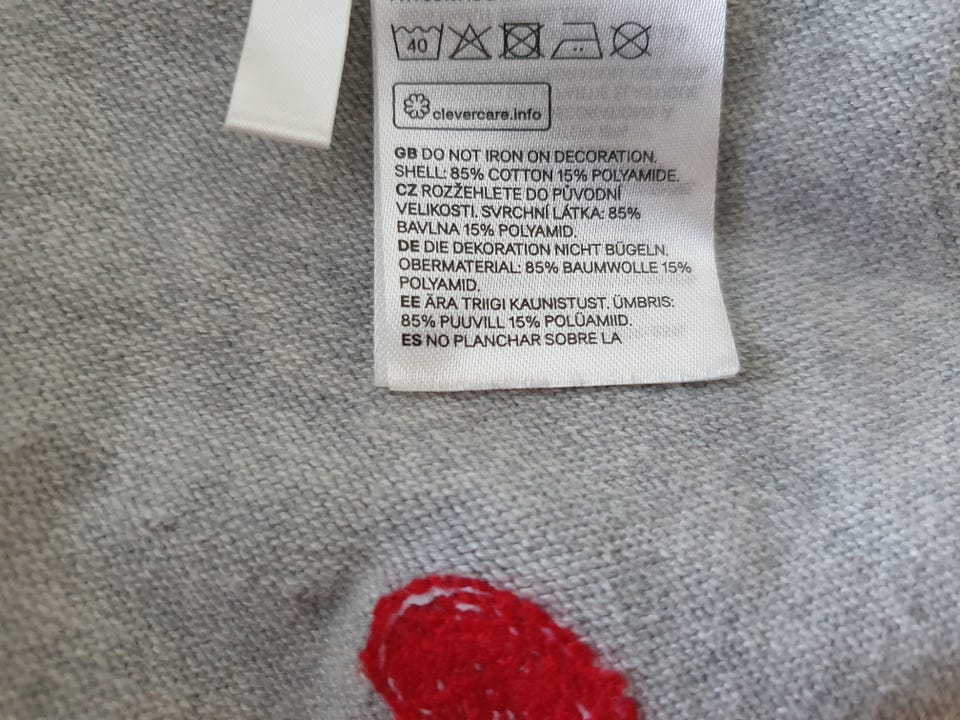 40
clevercare.info
GB DO NOT IRON ON DECORATION.
SHELL: 85% COTTON 15% POLYAMIDE.
CZ ROZŽEHLETE DO PŮVODNÍ
VELIKOSTI. SVRCHNÍ LÁTKA: 85%
BAVLNA 15% POLYAMID.
DE DIE DEKORATION NICHT BÜGELN.
OBERMATERIAL: 85% BAUMWOLLE 15%
POLYAMID.
EE ÄRA TRIIGI KAUNISTUST. ÜMBRIS:
85% PUUVILL 15% POLÜAMIID.
ES NO PLANCHAR SOBRE LA